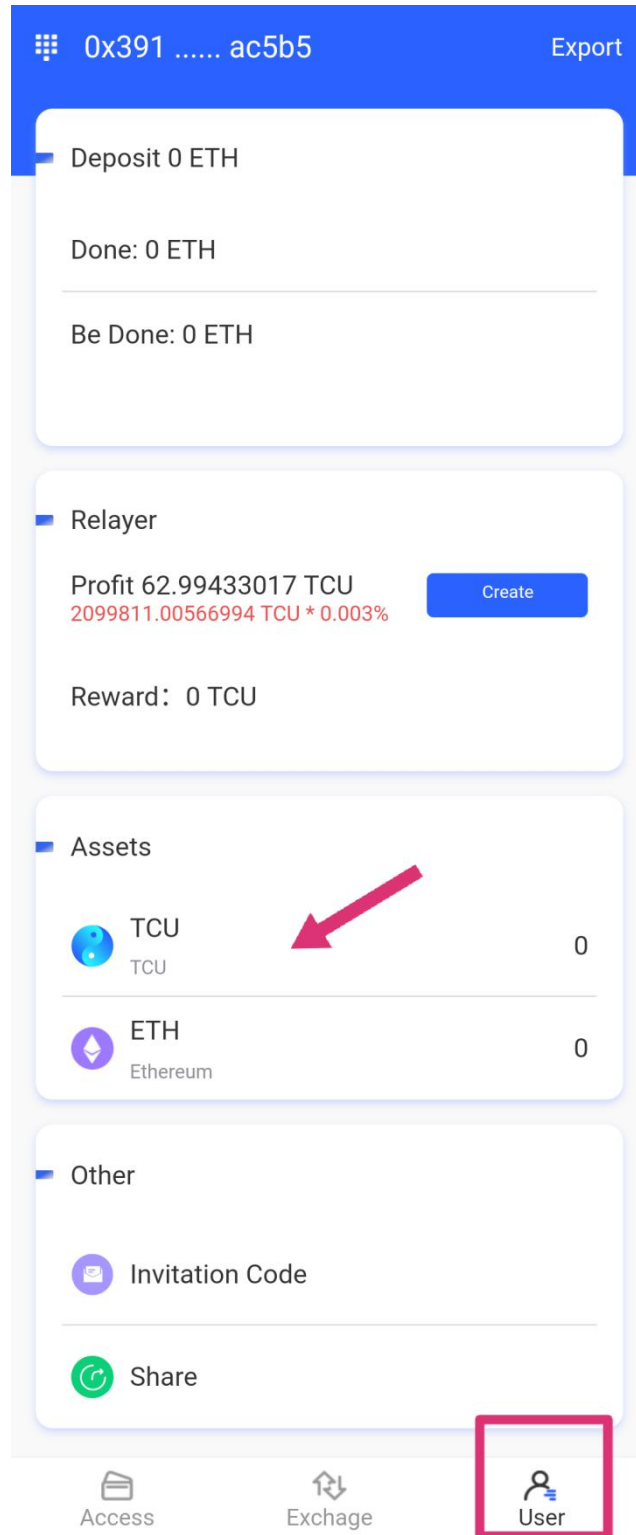 0x391 ...... ac5b5 Export
Deposit 0 ETH
Done: 0 ETH
Be Done: 0 ETH
Relayer
Profit 62.99433017 TCU
Create
2099811.00566994 TCU * 0.003%
Reward：0 TCU
Assets
TCU
TCU
0
ETH
Ethereum
0
Other
Invitation Code
Share
Access Exchage User